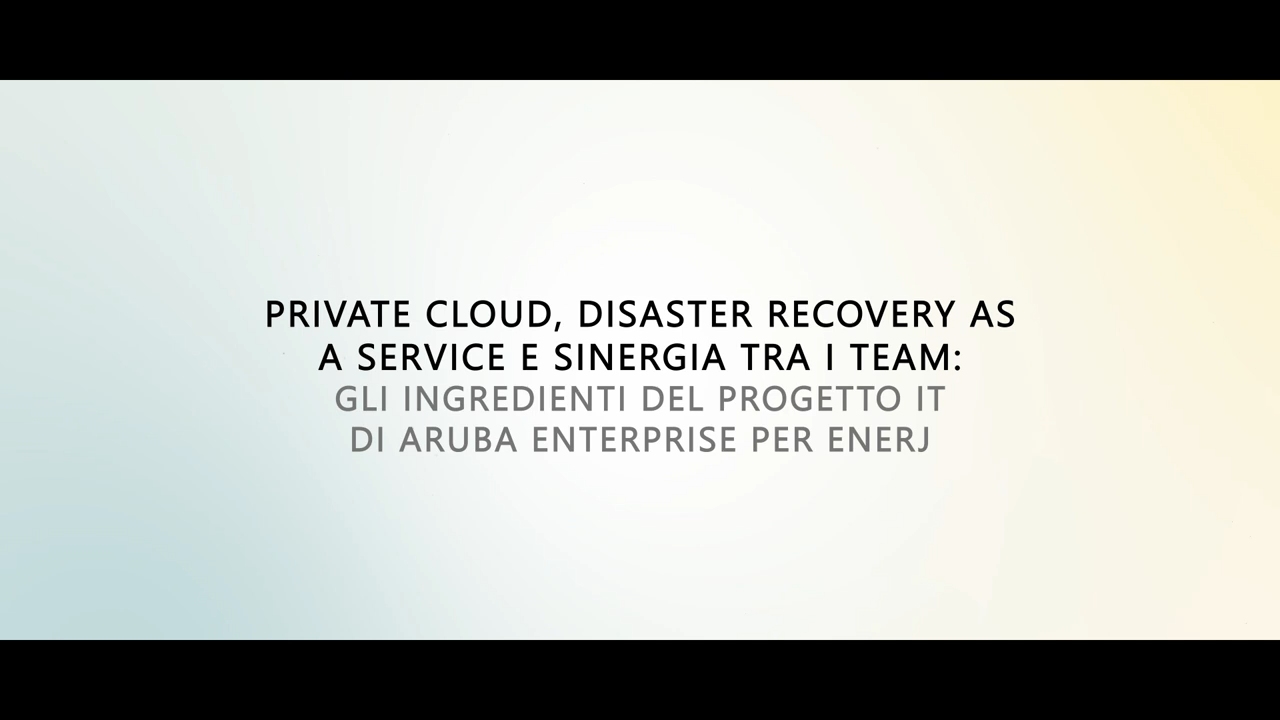 PRIVATE CLOUD, DISASTER RECOVERY AS
A SERVICE E SINERGIA TRA I TEAM:
GLI INGREDIENTI DEL PROGETTO IT
DI ARUBA ENTERPRISE PER ENERJ